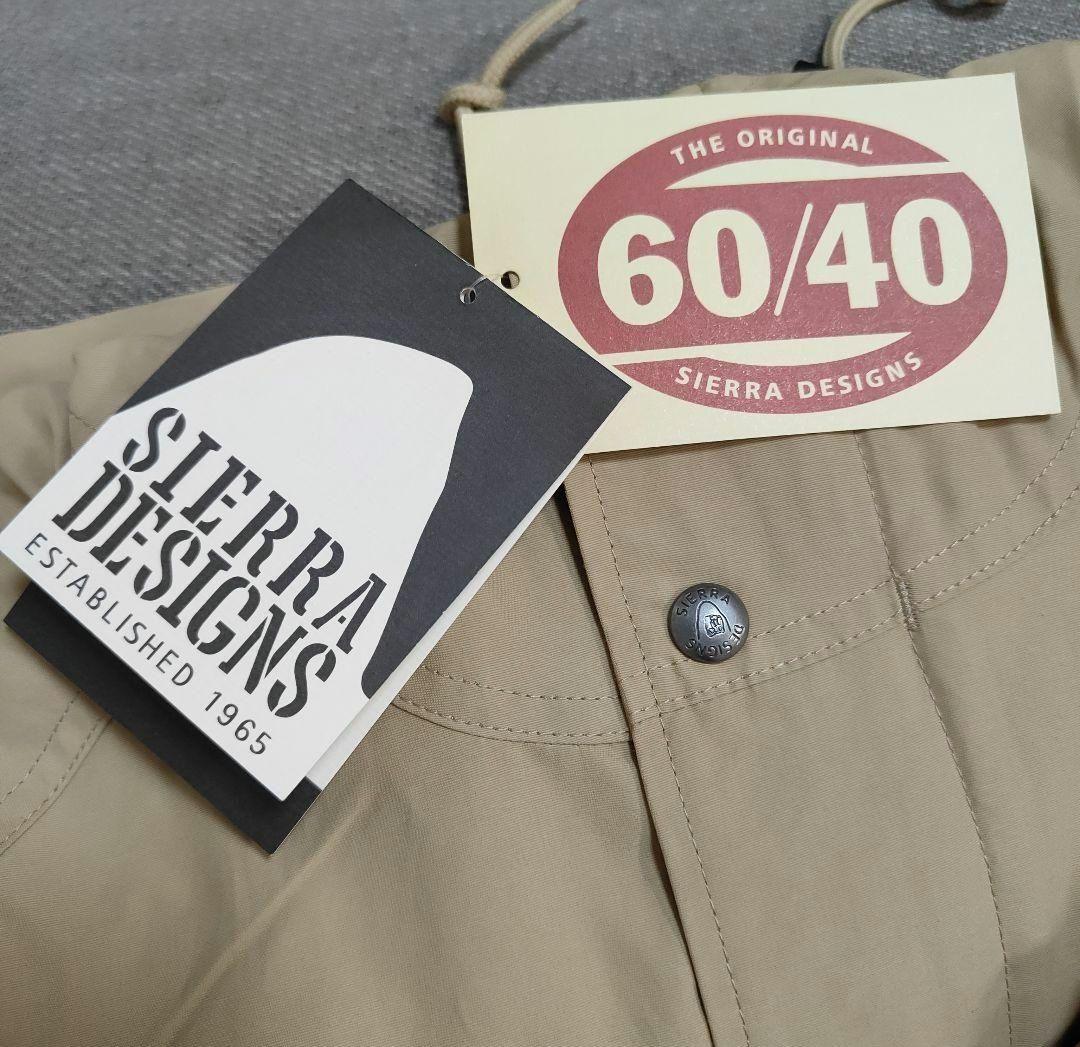 THE ORIGINAL
60/40
SIERRA DESIGNS
SIERRA
DESIGNS
ESTABLISHED 1965
SIERRA
DESIGNS